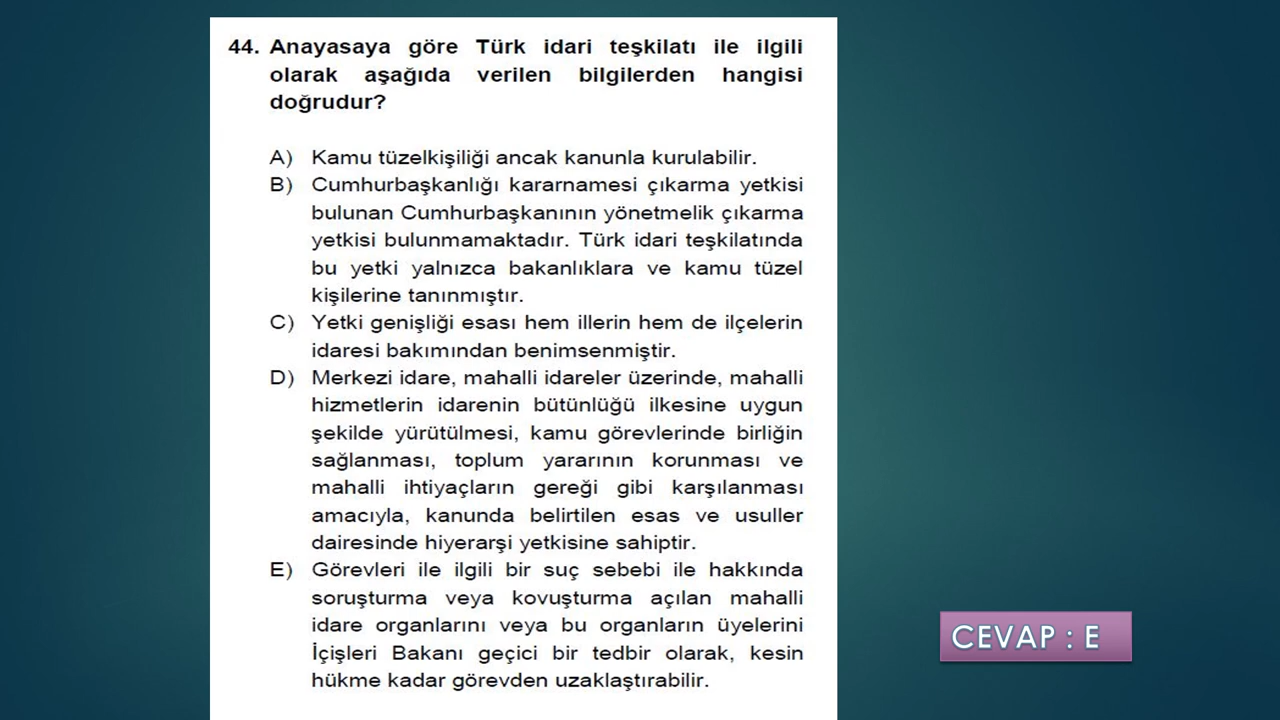 44. Anayasaya göre Türk idari teşkilatı ile ilgili
olarak aşağıda verilen bilgilerden hangisi
doğrudur?
A) Kamu tüzelkişiliği ancak kanunla kurulabilir.
B) Cumhurbaşkanlığı kararnamesi çıkarma yetkisi
bulunan Cumhurbaşkanının yönetmelik çıkarma
yetkisi bulunmamaktadır. Türk idari teşkilatında
bu yetki yalnızca bakanlıklara ve kamu tüzel
kişilerine tanınmıştır.
C) Yetki genişliği esası hem illerin hem de ilçelerin
idaresi bakımından benimsenmiştir.
D) Merkezi idare, mahalli idareler üzerinde, mahalli
hizmetlerin idarenin bütünlüğü ilkesine uygun
şekilde yürütülmesi, kamu görevlerinde birliğin
sağlanması, toplum yararının korunması ve
mahalli ihtiyaçların gereği gibi karşılanması
amacıyla, kanunda belirtilen esas ve usuller
dairesinde hiyerarşi yetkisine sahiptir.
E) Görevleri ile ilgili bir suç sebebi ile hakkında
soruşturma veya kovuşturma açılan mahalli
idare organlarını veya bu organların üyelerini
İçişleri Bakanı geçici bir tedbir olarak, kesin
hükme kadar görevden uzaklaştırabilir.
CEVAP : E